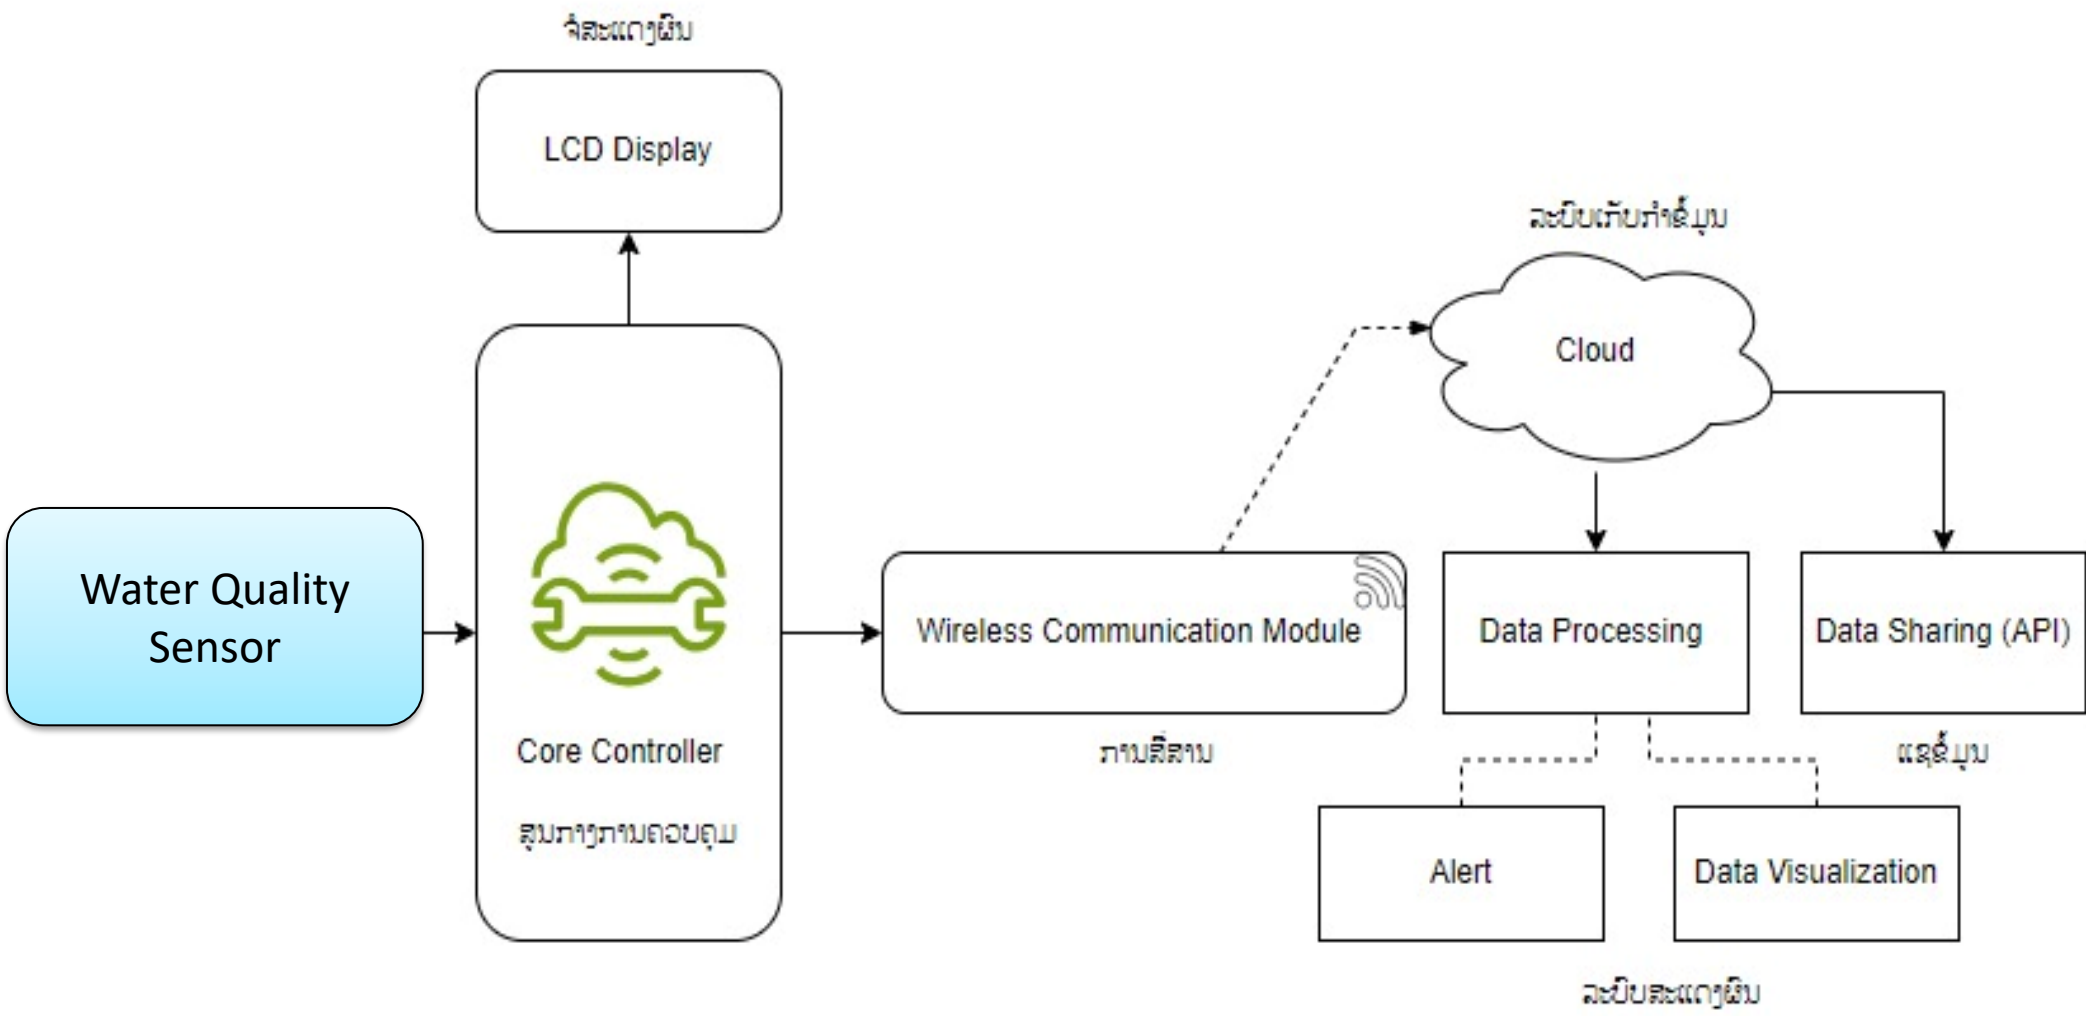 ຈໍສະແດງຜົນ
LCD Display
ລະບົບເກັບກຳຂໍ້ມູນ
Cloud
Water Quality
Sensor
Core Controller
ສູນກາງການຄວບຄຸມ
Wireless Communication Module
ການສື່ສານ
Data Processing
Data Sharing (API)
ແຊຂໍ້ມູນ
Alert
Data Visualization
ລະບົບສະແດງຜົນ